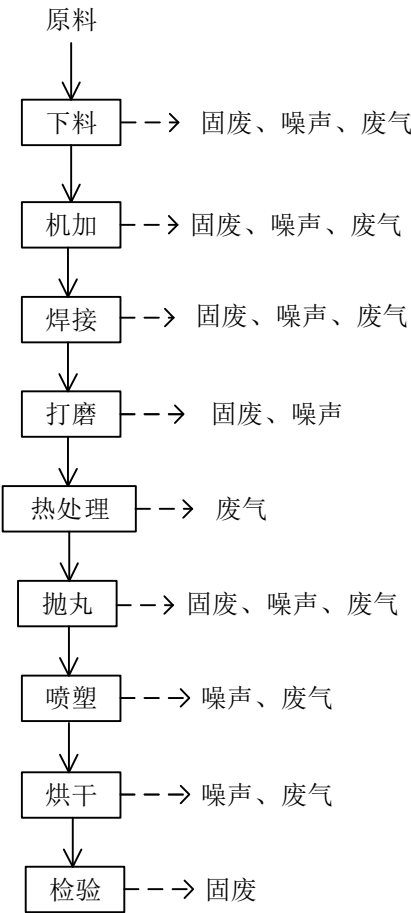 原料
下料 固废、噪声、废气
机加 固废、噪声、废气
焊接 固废、噪声、废气
打磨 固废、噪声
热处理 废气
抛丸 固废、噪声、废气
喷塑 噪声、废气
烘干 噪声、废气
检验 固废